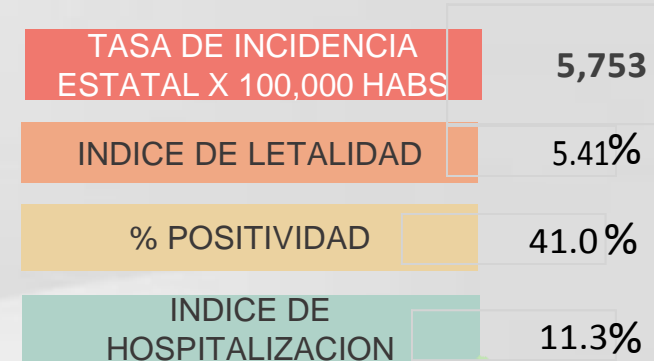 TASA DE INCIDENCIA
ESTATAL X 100,000 HABS
5,753
INDICE DE LETALIDAD
5.41%
% POSITIVIDAD
41.0 %
INDICE DE
HOSPITALIZACION
11.3%